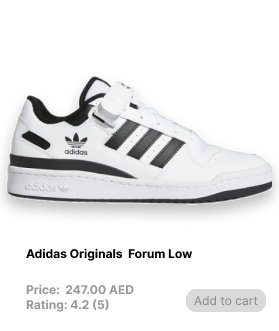 adidas
adidas
Adidas Originals Forum Low
Price: 247.00 AED
Rating: 4.2 (5)
Add to cart